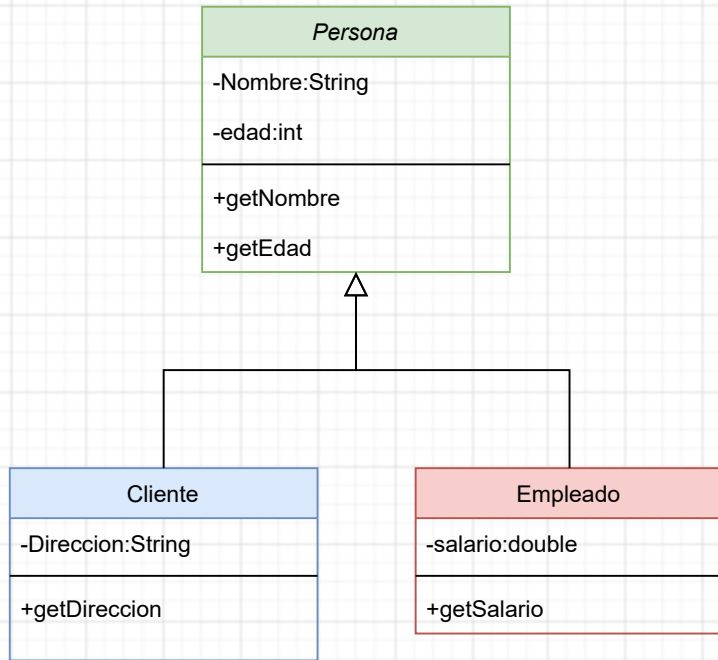 Persona
-Nombre:String
-edad:int
+getNombre
+getEdad
Cliente
-Direccion:String
+getDireccion
Empleado
-salario:double
+getSalario